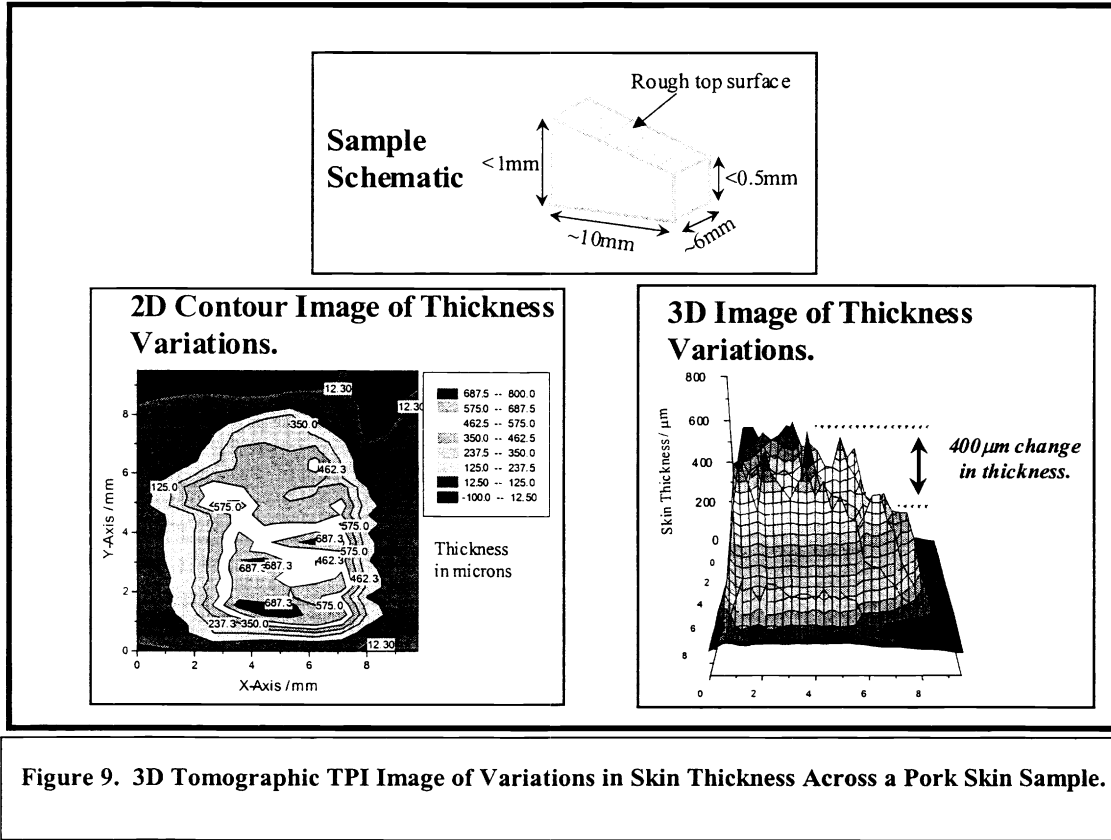 Sample
Schematic
Rough top surface
<1mm
<0.5mm
~10mm
~6mm
2D Contour Image of Thickness
Variations.
12.30
12.30
350.0
462.3
125.0
575.0
575.0
687.3
575.0
687.3
687.3
462.3
462.3
687.3
575.0
237.3
350.0
12.30
8
6
4
2
0
Y-Axis /mm
0 2 4 6 8
X-Axis /mm
687.5 -- 800.0
575.0 -- 687.5
462.5 -- 575.0
350.0 -- 462.5
237.5 -- 350.0
125.0 -- 237.5
12.50 -- 125.0
-100.0 -- 12.50
Thickness
in microns
3D Image of Thickness
Variations.
800
600
400
200
0
Skin Thickness/ μm
2
4
6
8
0 2 4 6 8
400μm change
in thickness.
Figure 9. 3D Tomographic TPI Image of Variations in Skin Thickness Across a Pork Skin Sample.